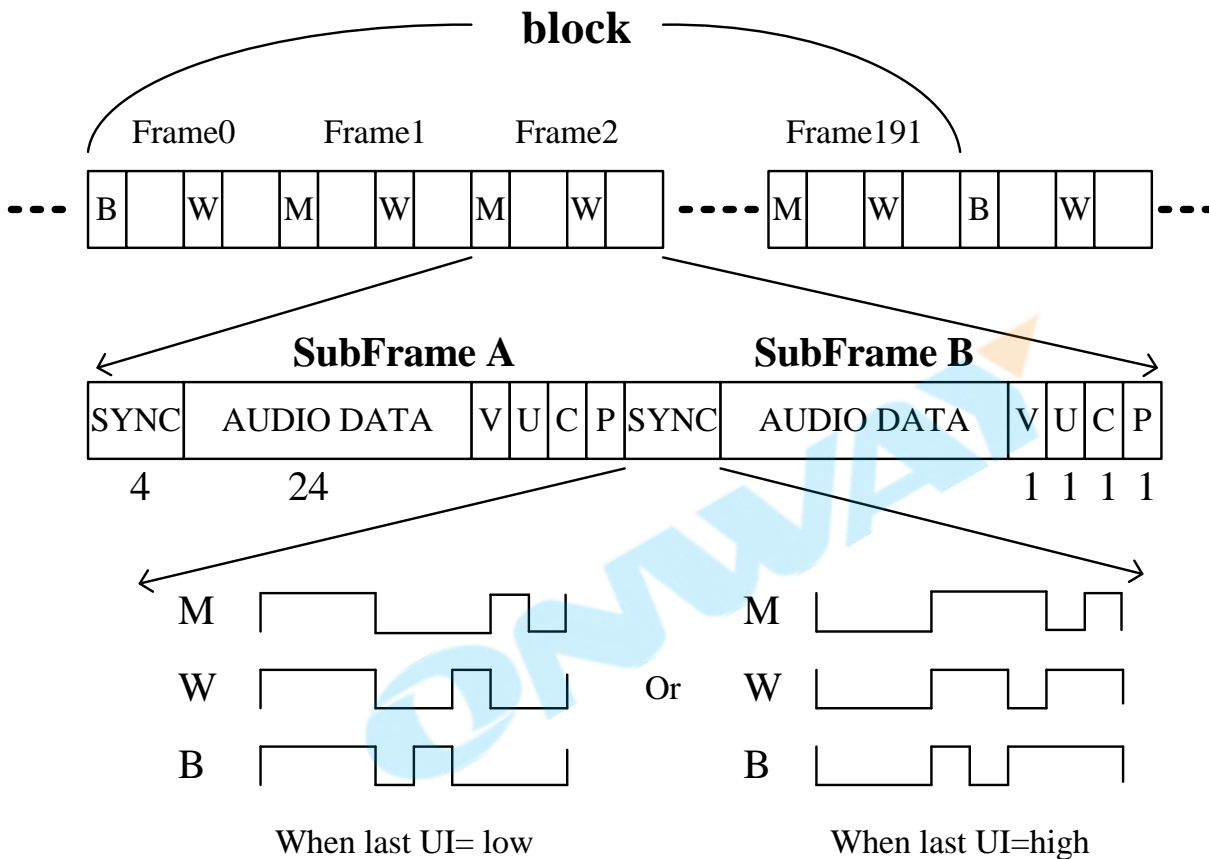 block
Frame0 Frame1 Frame2 Frame191
B W M W M W M W B W
SubFrame A SubFrame B
SYNC AUDIO DATA V U C P SYNC AUDIO DATA V U C P
4 24 1 1 1 1
M M
W Or W
B B
When last UI= low When last UI=high
ONWAY